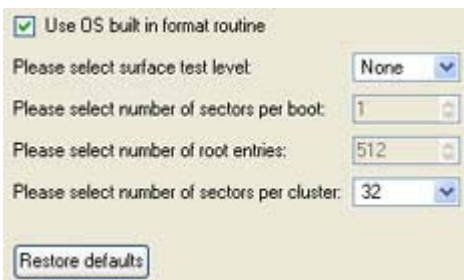 Use OS built in format routine
Please select surface test level: None
Please select number of sectors per boot: 1
Please select number of root entries: 512
Please select number of sectors per cluster: 32
Restore defaults